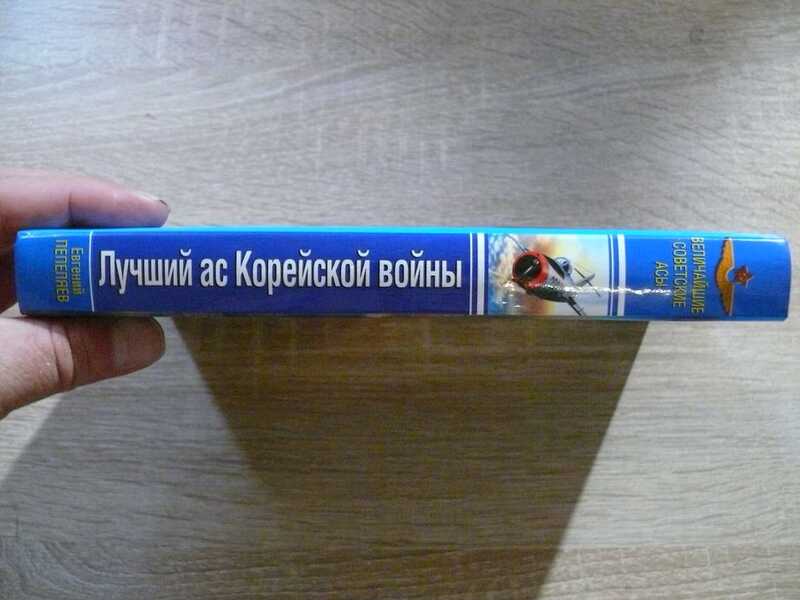 Евгений
ПЕПЕЛЯЕВ
Лучший ас Корейской войны
ВЕЛИЧАЙШИЕ
СОВЕТСКИЕ
АСЫ